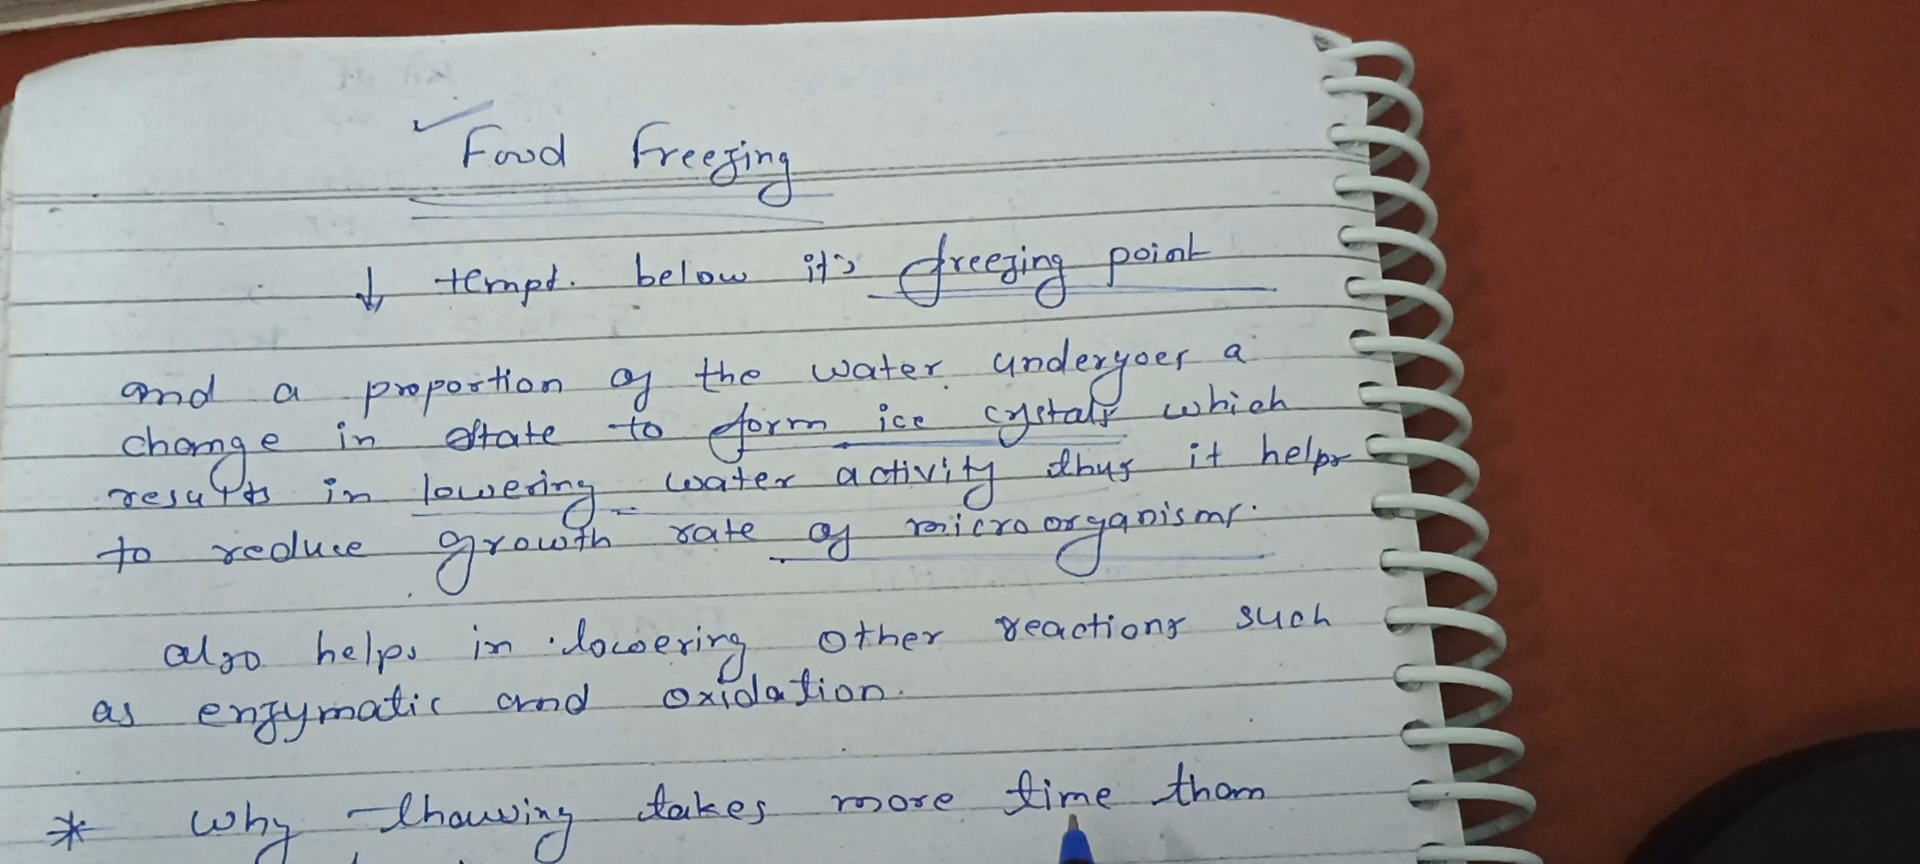 Food Freezing
↓ tempt. below it's freezing point
and a proportion of the water undergoes a
change in state to form ice crystals which
results in lowering water activity thus it helps
to reduce growth rate of microorganisms.
also helps in lowering other reactions such
as enzymatic and oxidation.
* Why thawing takes more time than